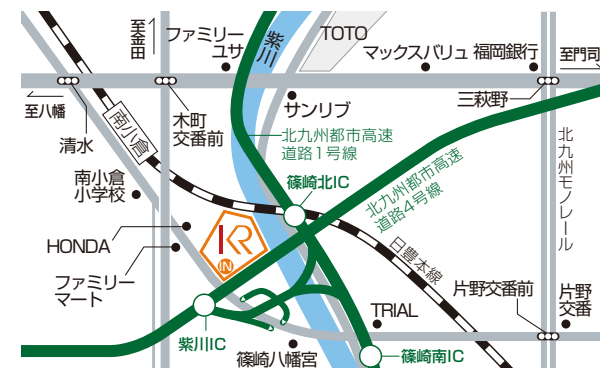 至金田
ファミリー
ユサ
紫川
TOTO
マックスバリュ
福岡銀行
至門司
至八幡
清水
南小倉
木町
交番前
サンリブ
三萩野
北九州都市高速
道路1号線
北九州モノレール
南小倉
小学校
篠崎北IC
北九州都市高速
道路4号線
HONDA
KR
IN
日豊本線
ファミリー
マート
紫川IC
篠崎八幡宮
TRIAL
片野交番前
片野
交番
篠崎南IC